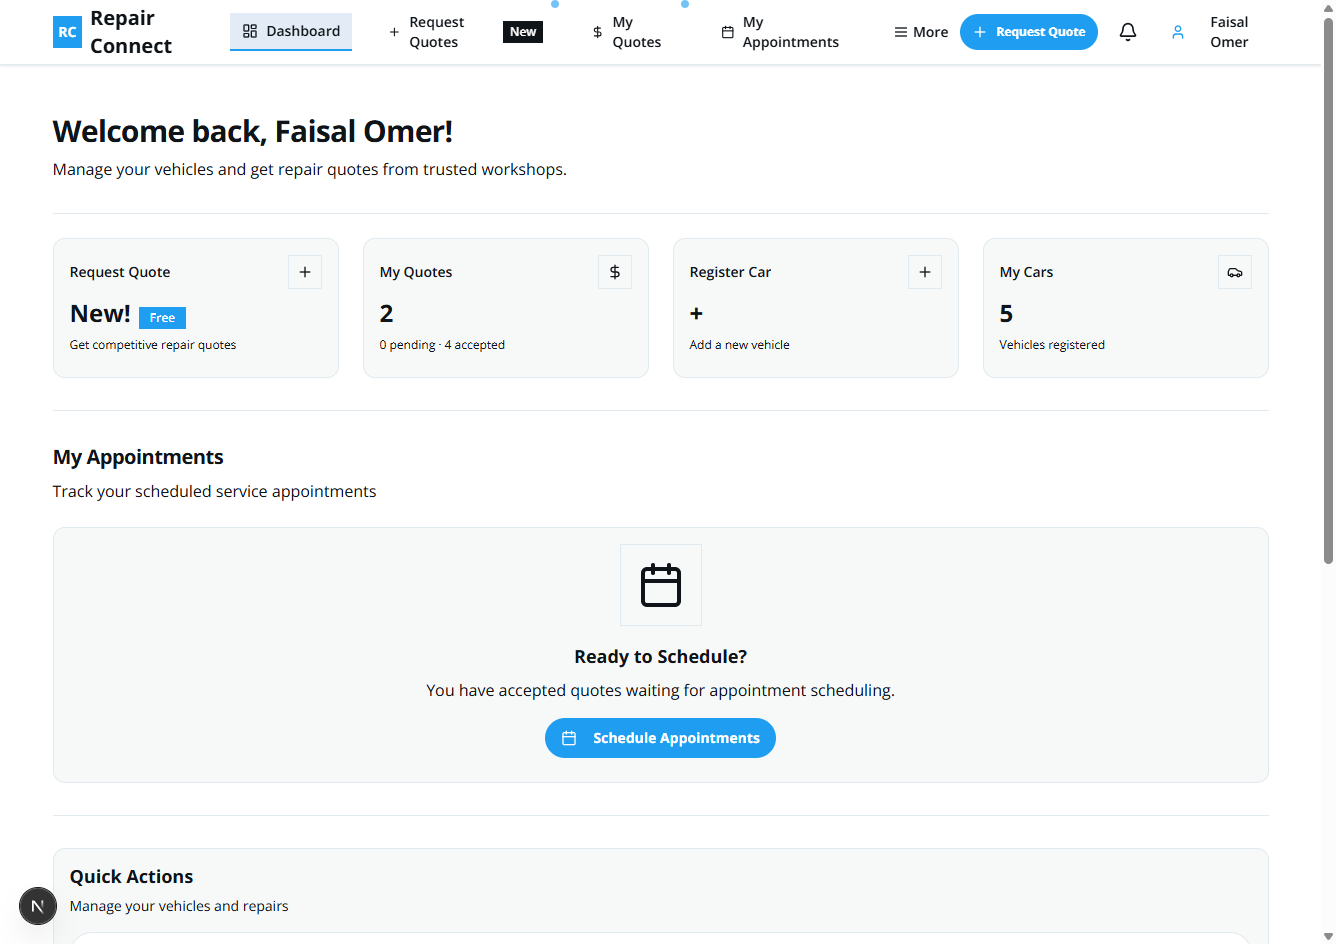 RC
Repair
Connect
Dashboard
Request
Quotes
New
My
Quotes
My
Appointments
More
Request Quote
Faisal
Omer
Welcome back, Faisal Omer!
Manage your vehicles and get repair quotes from trusted workshops.
Request Quote
New! Free
Get competitive repair quotes
My Quotes
$
2
0 pending · 4 accepted
Register Car
+
Add a new vehicle
My Cars
5
Vehicles registered
My Appointments
Track your scheduled service appointments
Ready to Schedule?
You have accepted quotes waiting for appointment scheduling.
Schedule Appointments
Quick Actions
Manage your vehicles and repairs
N